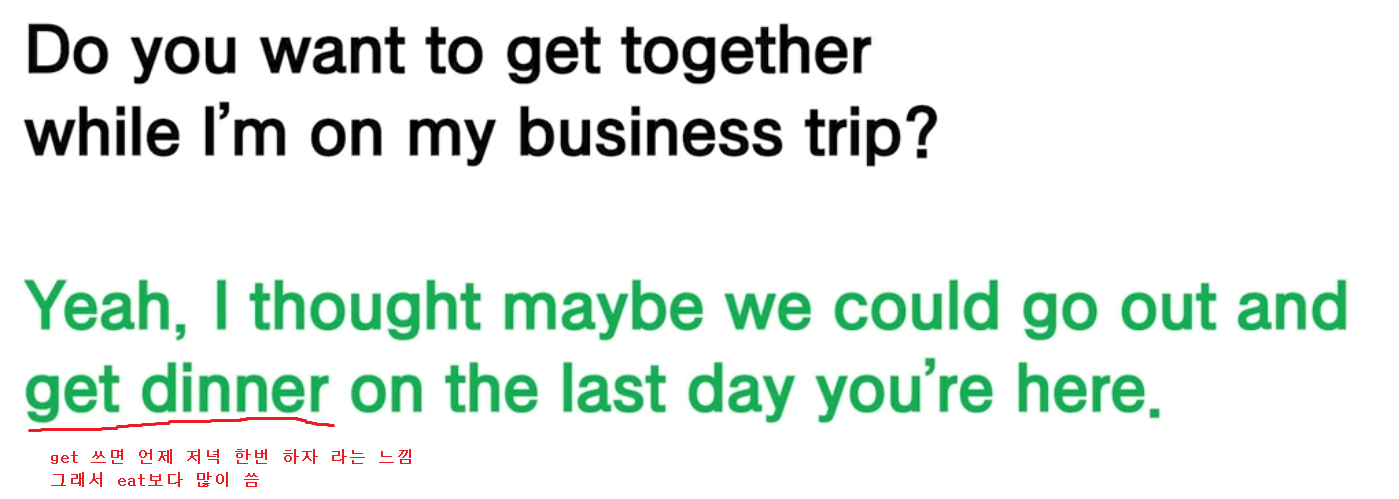 Do you want to get together
while I’m on my business trip?
Yeah, I thought maybe we could go out and
get dinner on the last day you’re here.
get 쓰면 언제 저녁 한번 하자 라는 느낌
그래서 eat보다 많이 씀